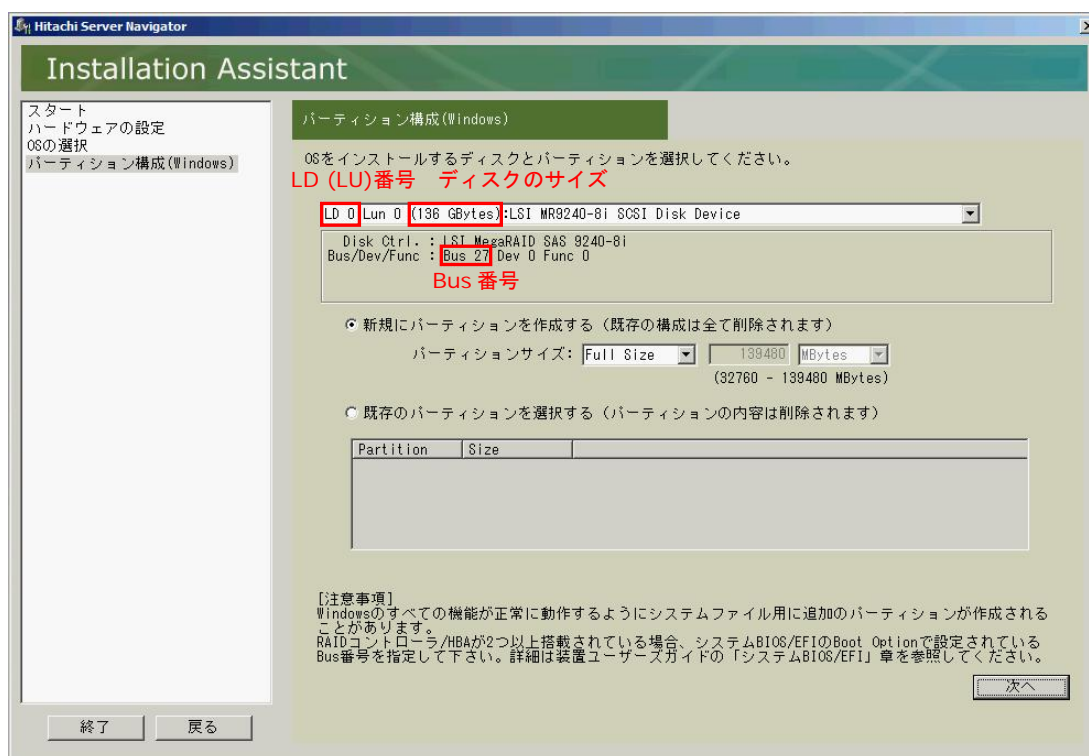 Hitachi Server Navigator
Installation Assistant
スタート
ハードウェアの設定
OSの選択
パーティション構成(Windows)
パーティション構成(Windows)
OSをインストールするディスクとパーティションを選択してください。
LD (LU)番号 ディスクのサイズ
LD 0 Lun 0 (136 GBytes):LSI MR9240-8i SCSI Disk Device
Disk Ctrl. : LSI MegaRAID SAS 9240-8i
Bus/Dev/Func : Bus 27 Dev 0 Func 0
Bus 番号
新規にパーティションを作成する（既存の構成は全て削除されます）
パーティションサイズ: Full Size 139480 MBytes
(32760 - 139480 MBytes)
既存のパーティションを選択する（パーティションの内容は削除されます）
Partition Size
[注意事項]
Windowsのすべての機能が正常に動作するようにシステムファイル用に追加のパーティションが作成される
ことがあります。
RAIDコントローラ/HBAが2つ以上搭載されている場合、システムBIOS/EFIのBoot Optionで設定されている
Bus番号を指定して下さい。詳細は装置ユーザーズガイドの「システムBIOS/EFI」章を参照してください。
次へ
終了 戻る